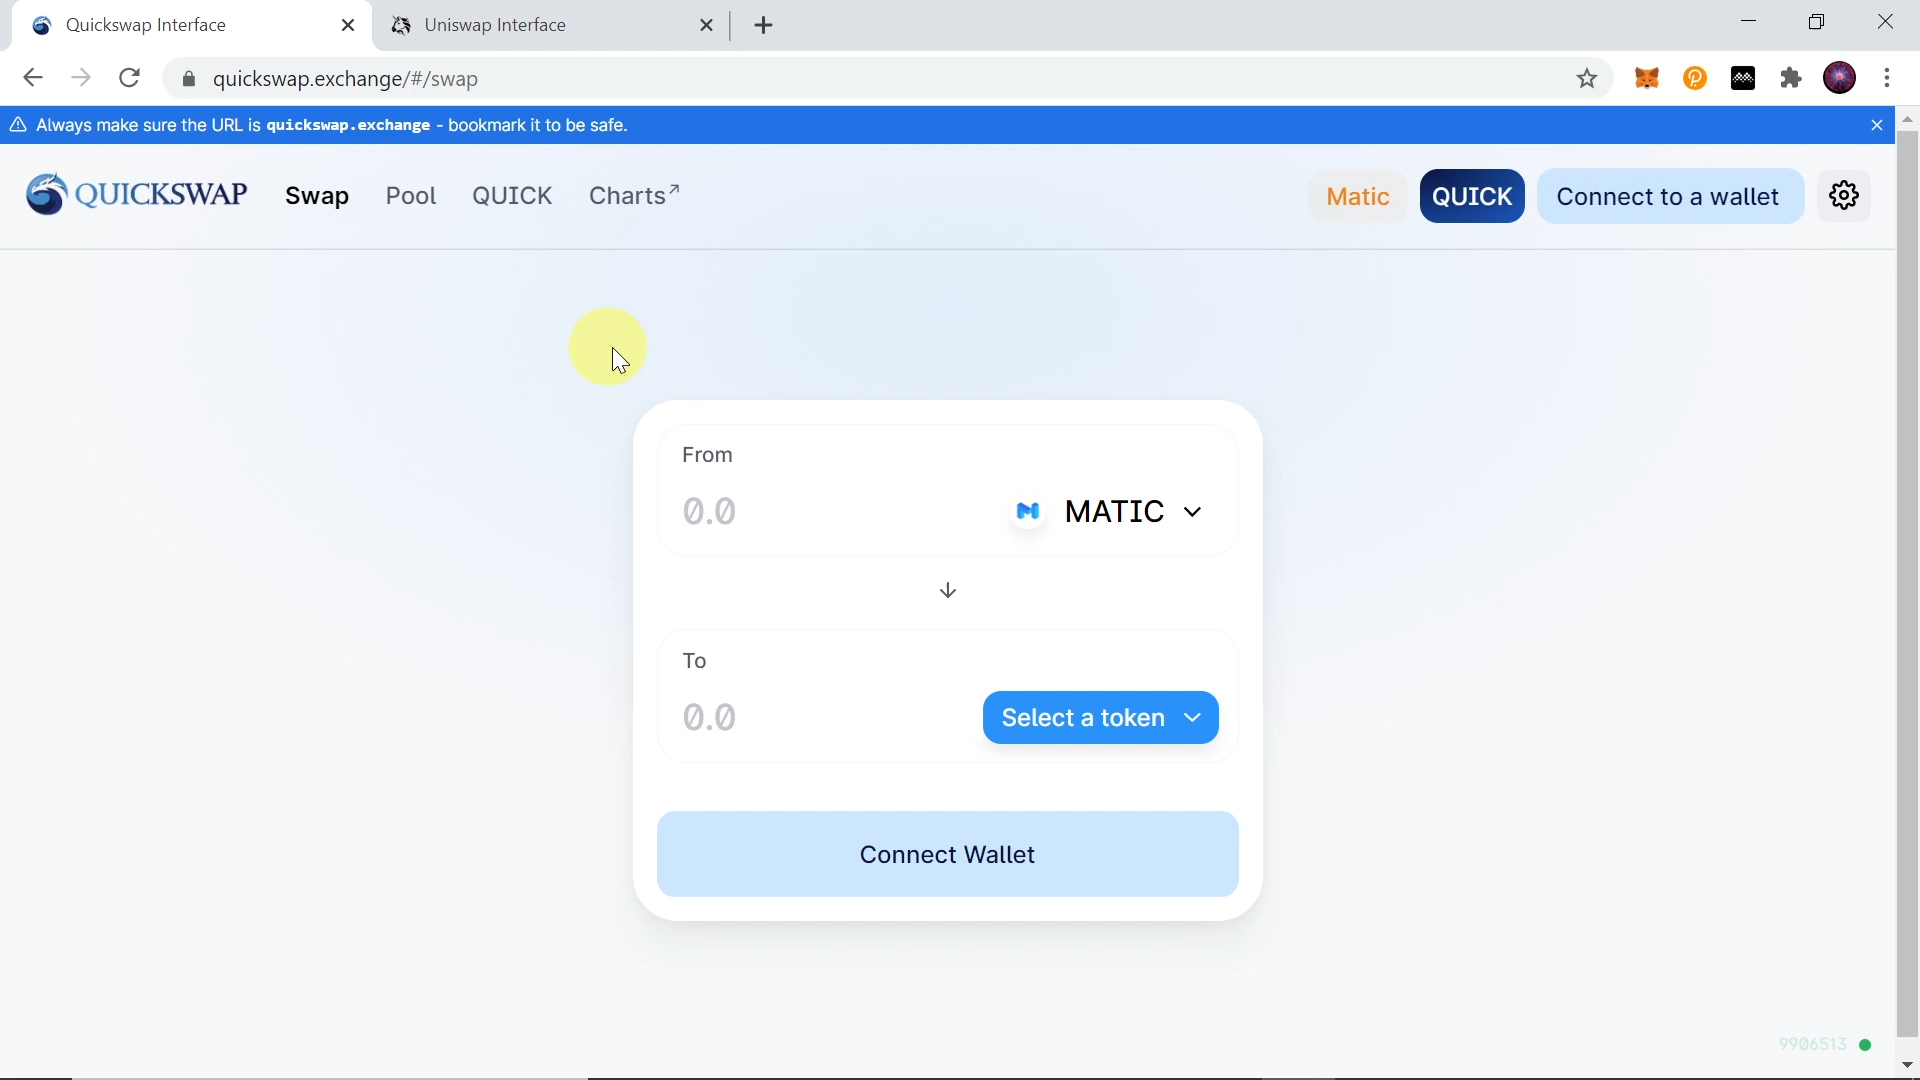 Quickswap Interface
Uniswap Interface
quickswap.exchange/#/swap
Always make sure the URL is quickswap.exchange - bookmark it to be safe.
QUICKSWAP
Swap
Pool
QUICK
Charts↗
Matic
QUICK
Connect to a wallet
From
0.0
MATIC
To
0.0
Select a token
Connect Wallet
9906513